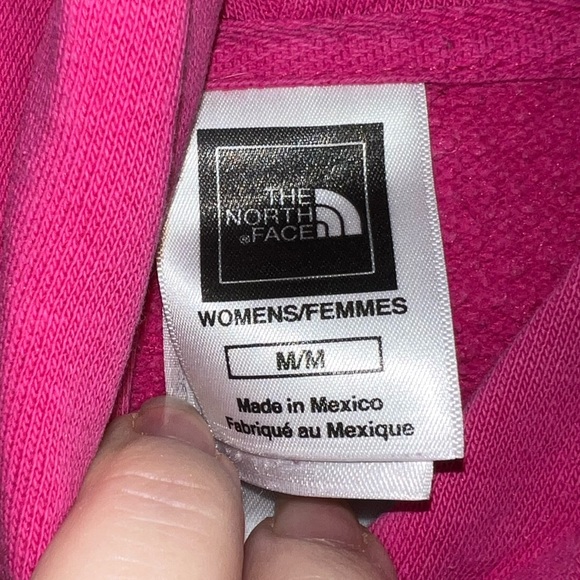 THE
NORTH
®FACE
WOMENS/FEMMES
M/M
Made in Mexico
Fabriqué au Mexique